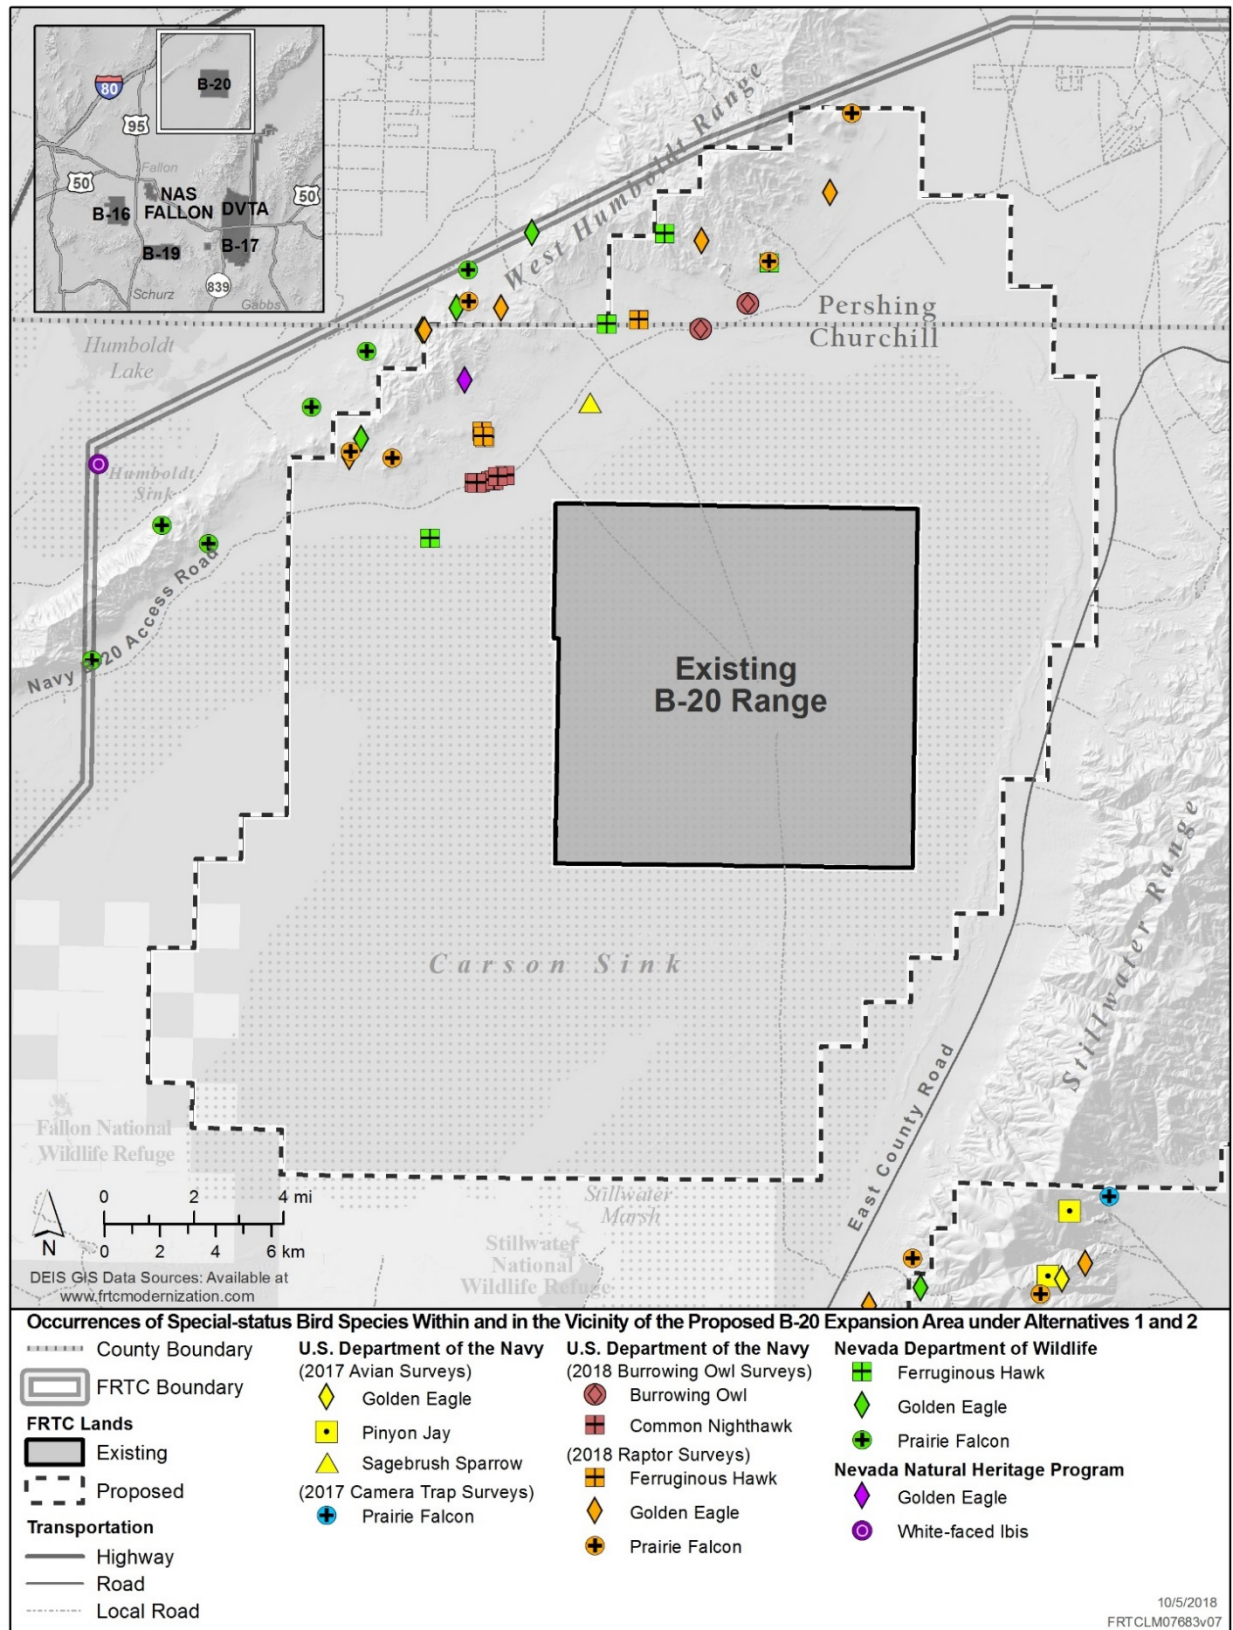 80
B-20
95
Fallon
50
NAS
FALLON
DVTA
50
B-16
B-19
B-17
Schurz
839
Gabbs
West Humboldt Range
Pershing
Churchill
Humboldt
Lake
Humboldt
Sink
Navy B-20 Access Road
Existing
B-20 Range
Carson Sink
Stillwater Range
East County Road
Fallon National
Wildlife Refuge
Stillwater
Marsh
Stillwater
National
Wildlife Refuge
0 2 4 mi
0 2 4 6 km
N
DEIS GIS Data Sources: Available at
www.frtcmodernization.com
Occurrences of Special-status Bird Species Within and in the Vicinity of the Proposed B-20 Expansion Area under Alternatives 1 and 2
County Boundary
FRTC Boundary
FRTC Lands
Existing
Proposed
Transportation
Highway
Road
Local Road
U.S. Department of the Navy
(2017 Avian Surveys)
Golden Eagle
Pinyon Jay
Sagebrush Sparrow
(2017 Camera Trap Surveys)
Prairie Falcon
U.S. Department of the Navy
(2018 Burrowing Owl Surveys)
Burrowing Owl
Common Nighthawk
(2018 Raptor Surveys)
Ferruginous Hawk
Golden Eagle
Prairie Falcon
Nevada Department of Wildlife
Ferruginous Hawk
Golden Eagle
Prairie Falcon
Nevada Natural Heritage Program
Golden Eagle
White-faced Ibis
10/5/2018
FRTCLM07683v07